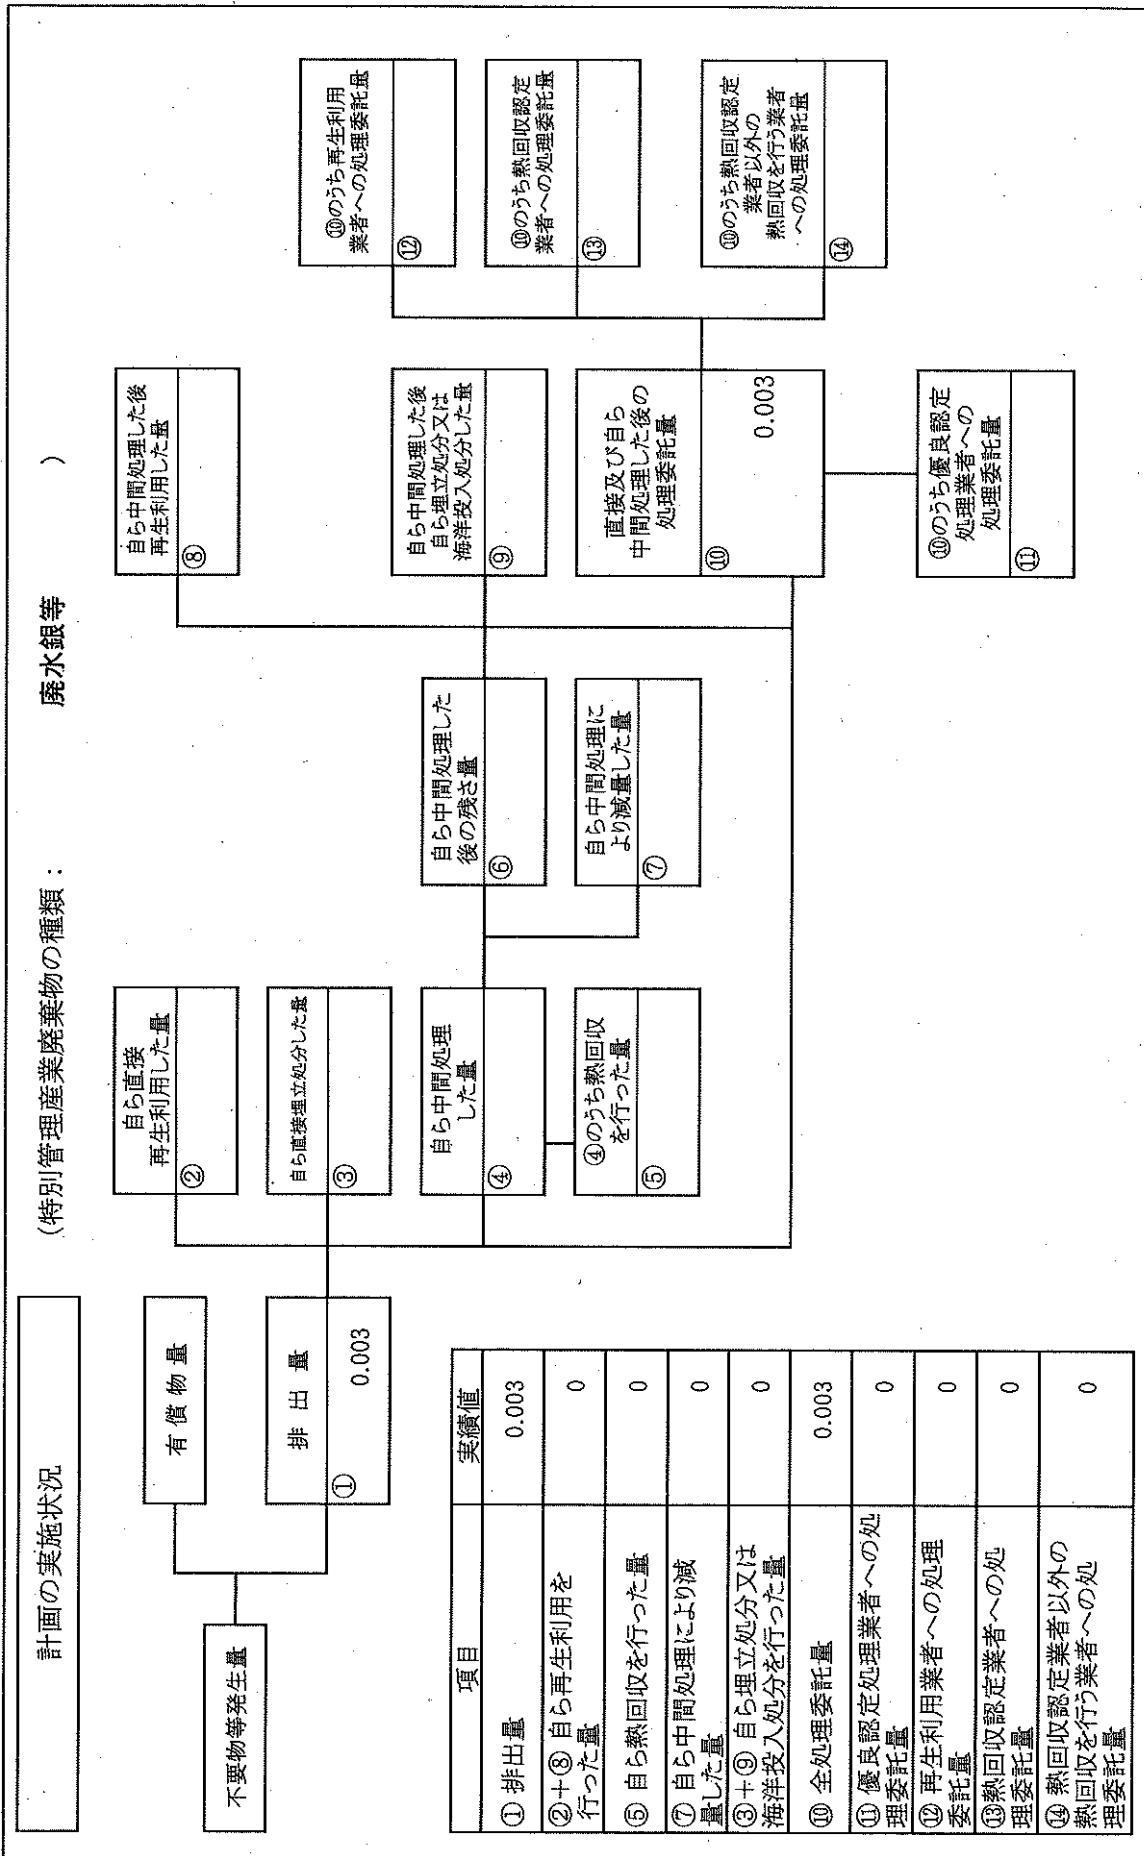 計画の実施状況
(特別管理産業廃棄物の種類：　廃水銀等　)
不要物等発生量
有償物量
排出量
①
0.003
自ら直接
再生利用した量
②
自ら直接埋立処分した量
③
自ら中間処理
した量
④
④のうち熱回収
を行った量
⑤
自ら中間処理した
後の残さ量
⑥
自ら中間処理に
より減量した量
⑦
自ら中間処理した後
再生利用した量
⑧
自ら中間処理した後
自ら埋立処分又は
海洋投入処分した量
⑨
直接及び自ら
中間処理した後の
処理委託量
⑩
0.003
⑩のうち優良認定
処理業者への
処理委託量
⑪
⑩のうち再生利用
業者への処理委託量
⑫
⑩のうち熱回収認定
業者への処理委託量
⑬
⑩のうち熱回収認定
業者以外の
熱回収を行う業者
への処理委託量
⑭
項目 実績値
①排出量 0.003
②＋⑧ 自ら再生利用を
行った量 0
⑤ 自ら熱回収を行った量 0
⑦ 自ら中間処理により減
量した量 0
③＋⑨ 自ら埋立処分又は
海洋投入処分を行った量 0
⑩ 全処理委託量 0.003
⑪ 優良認定処理業者への処
理委託量 0
⑫ 再生利用業者への処理
委託量 0
⑬熱回収認定業者への処
理委託量 0
⑭ 熱回収認定業者以外の
熱回収を行う業者への処
理委託量 0